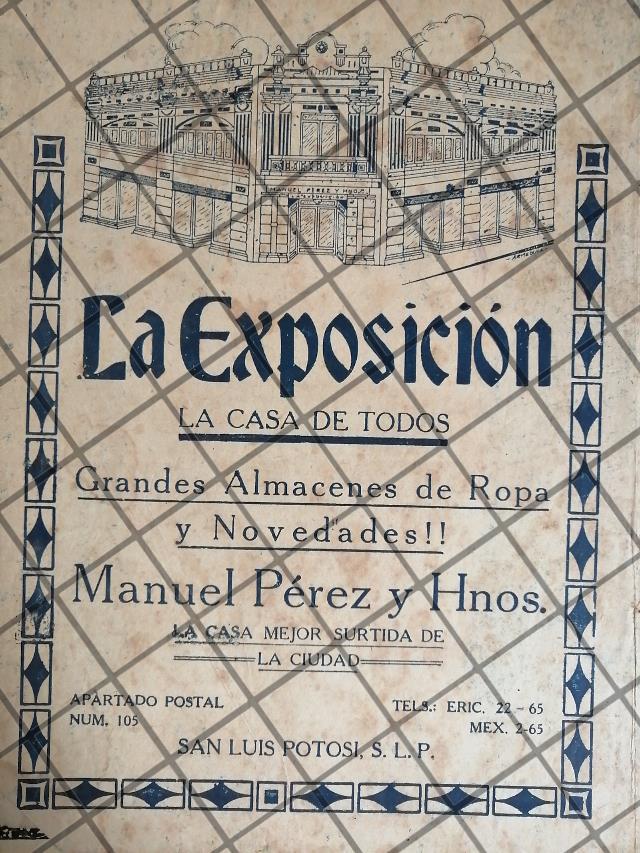 MANUEL PEREZ Y HNOS.
La Exposición
LA CASA DE TODOS
Grandes Almacenes de Ropa
y Novedades!!
Manuel Pérez y Hnos.
LA CASA MEJOR SURTIDA DE
LA CIUDAD
APARTADO POSTAL
NUM. 105
TELS.: ERIC. 22-65
MEX. 2-65
SAN LUIS POTOSI, S. L. P.